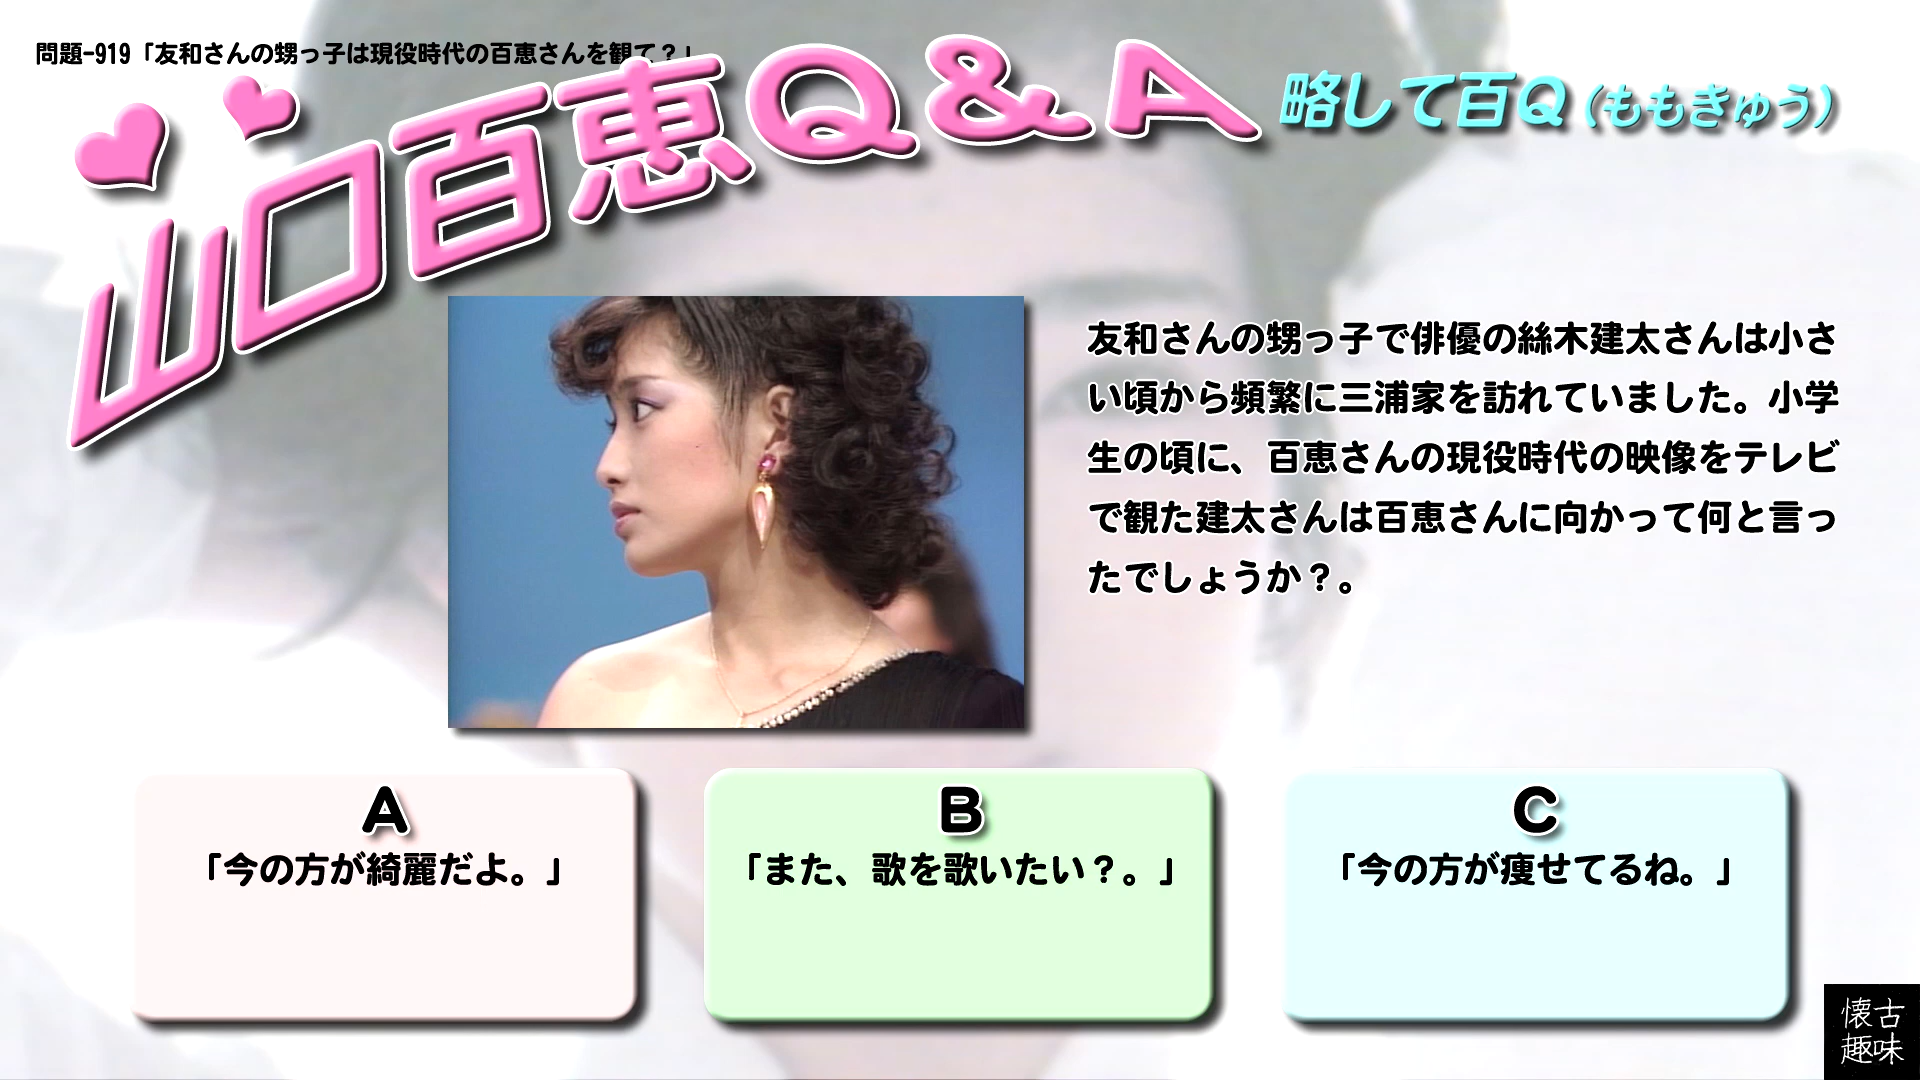 問題-919「友和さんの甥っ子は現役時代の百恵さんを観て？」
山口百恵Q&A
略して百Q（ももきゅう）
友和さんの甥っ子で俳優の絲木建太さんは小さ
い頃から頻繁に三浦家を訪れていました。小学
生の頃に、百恵さんの現役時代の映像をテレビ
で観た建太さんは百恵さんに向かって何と言っ
たでしょうか？。
A
「今の方が綺麗だよ。」
B
「また、歌を歌いたい？。」
C
「今の方が痩せてるね。」
懐古
趣味